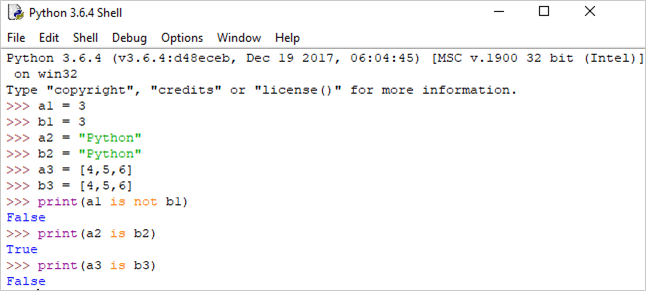 Python 3.6.4 Shell
File Edit Shell Debug Options Window Help
Python 3.6.4 (v3.6.4:d48eceb, Dec 19 2017, 06:04:45) [MSC v.1900 32 bit (Intel)]
 on win32
Type "copyright", "credits" or "license()" for more information.
>>> a1 = 3
>>> b1 = 3
>>> a2 = "Python"
>>> b2 = "Python"
>>> a3 = [4,5,6]
>>> b3 = [4,5,6]
>>> print(a1 is not b1)
False
>>> print(a2 is b2)
True
>>> print(a3 is b3)
False